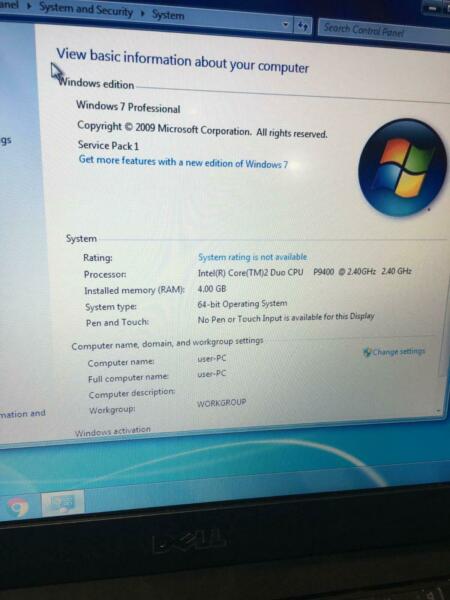 anel ▸ System and Security ▸ System
Search Control Panel
View basic information about your computer
Windows edition
Windows 7 Professional
Copyright © 2009 Microsoft Corporation. All rights reserved.
Service Pack 1
Get more features with a new edition of Windows 7
gs
System
Rating: System rating is not available
Processor: Intel(R) Core(TM)2 Duo CPU P9400 @ 2.40GHz 2.40 GHz
Installed memory (RAM): 4.00 GB
System type: 64-bit Operating System
Pen and Touch: No Pen or Touch Input is available for this Display
Computer name, domain, and workgroup settings
Computer name: user-PC
Change settings
Full computer name: user-PC
Computer description:
Workgroup: WORKGROUP
mation and
Windows activation
DELL